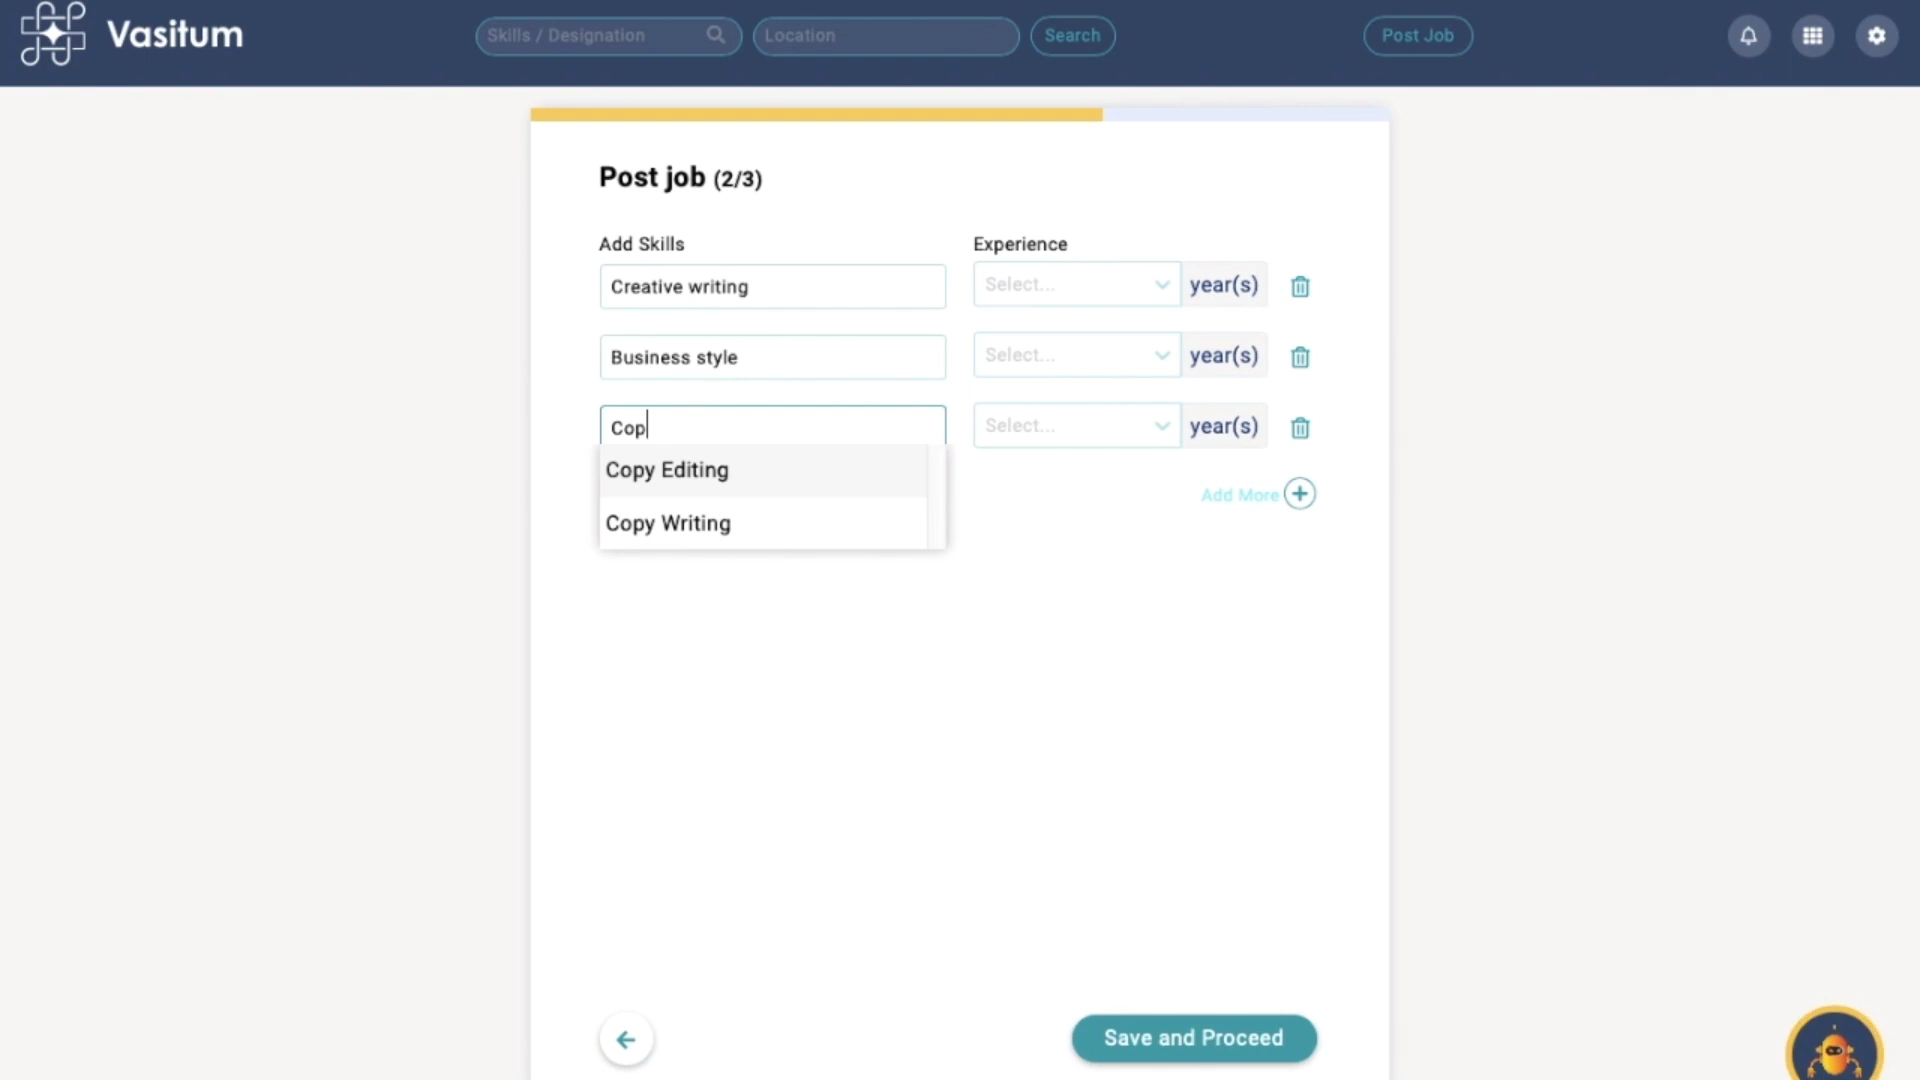 Vasitum
Skills / Designation
Location
Search
Post Job
Post job (2/3)
Add Skills
Experience
Creative writing
Select...
year(s)
Business style
Select...
year(s)
Cop
Select...
year(s)
Copy Editing
Add More
Copy Writing
Save and Proceed